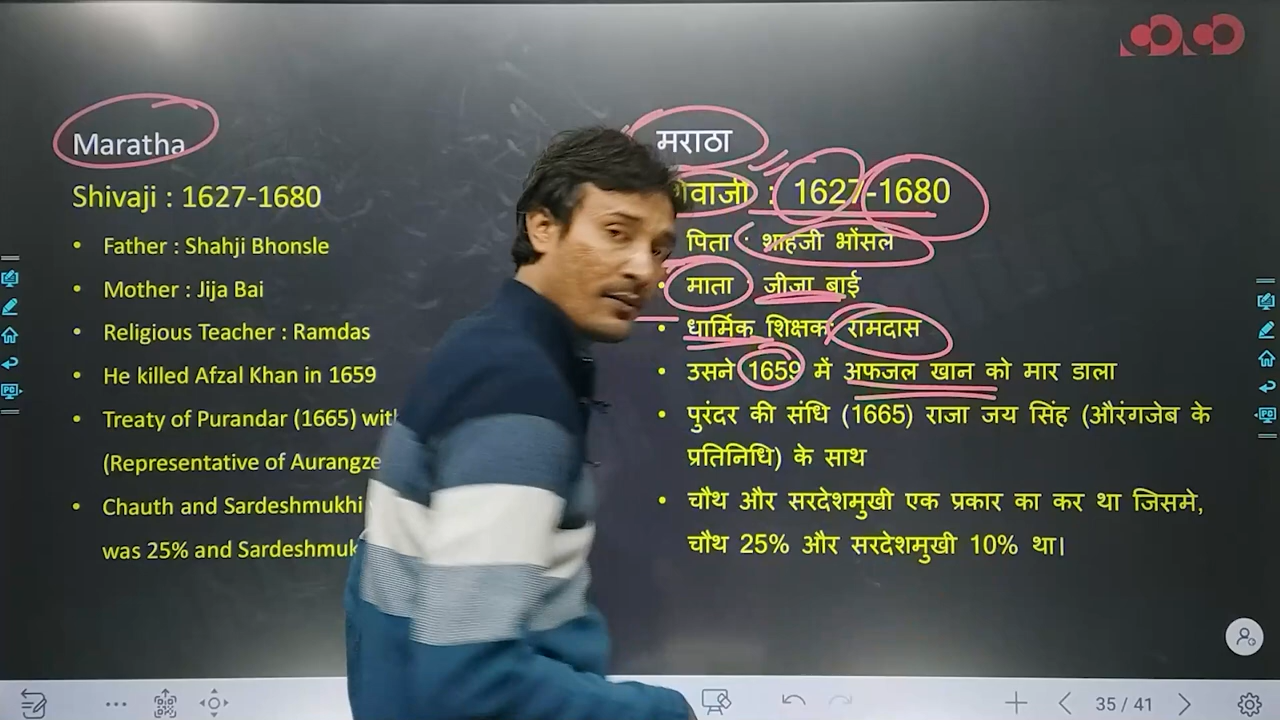 Maratha
Shivaji : 1627-1680
• Father : Shahji Bhonsle
• Mother : Jija Bai
• Religious Teacher : Ramdas
• He killed Afzal Khan in 1659
• Treaty of Purandar (1665)
(Representative of
• Chauth and Sardeshmukhi
was 25% and
मराठा
: 1627-1680
पिता : शाहजी भोंसले
• माता : जीजा बाई
• धार्मिक शिक्षक: रामदास
• उसने 1659 में अफजल खान को मार डाला
• पुरंदर की संधि (1665) राजा जय सिंह (औरंगजेब के
प्रतिनिधि) के साथ
• चौथ और सरदेशमुखी एक प्रकार का कर था जिसमे,
चौथ 25% और सरदेशमुखी 10% था।
35 / 41